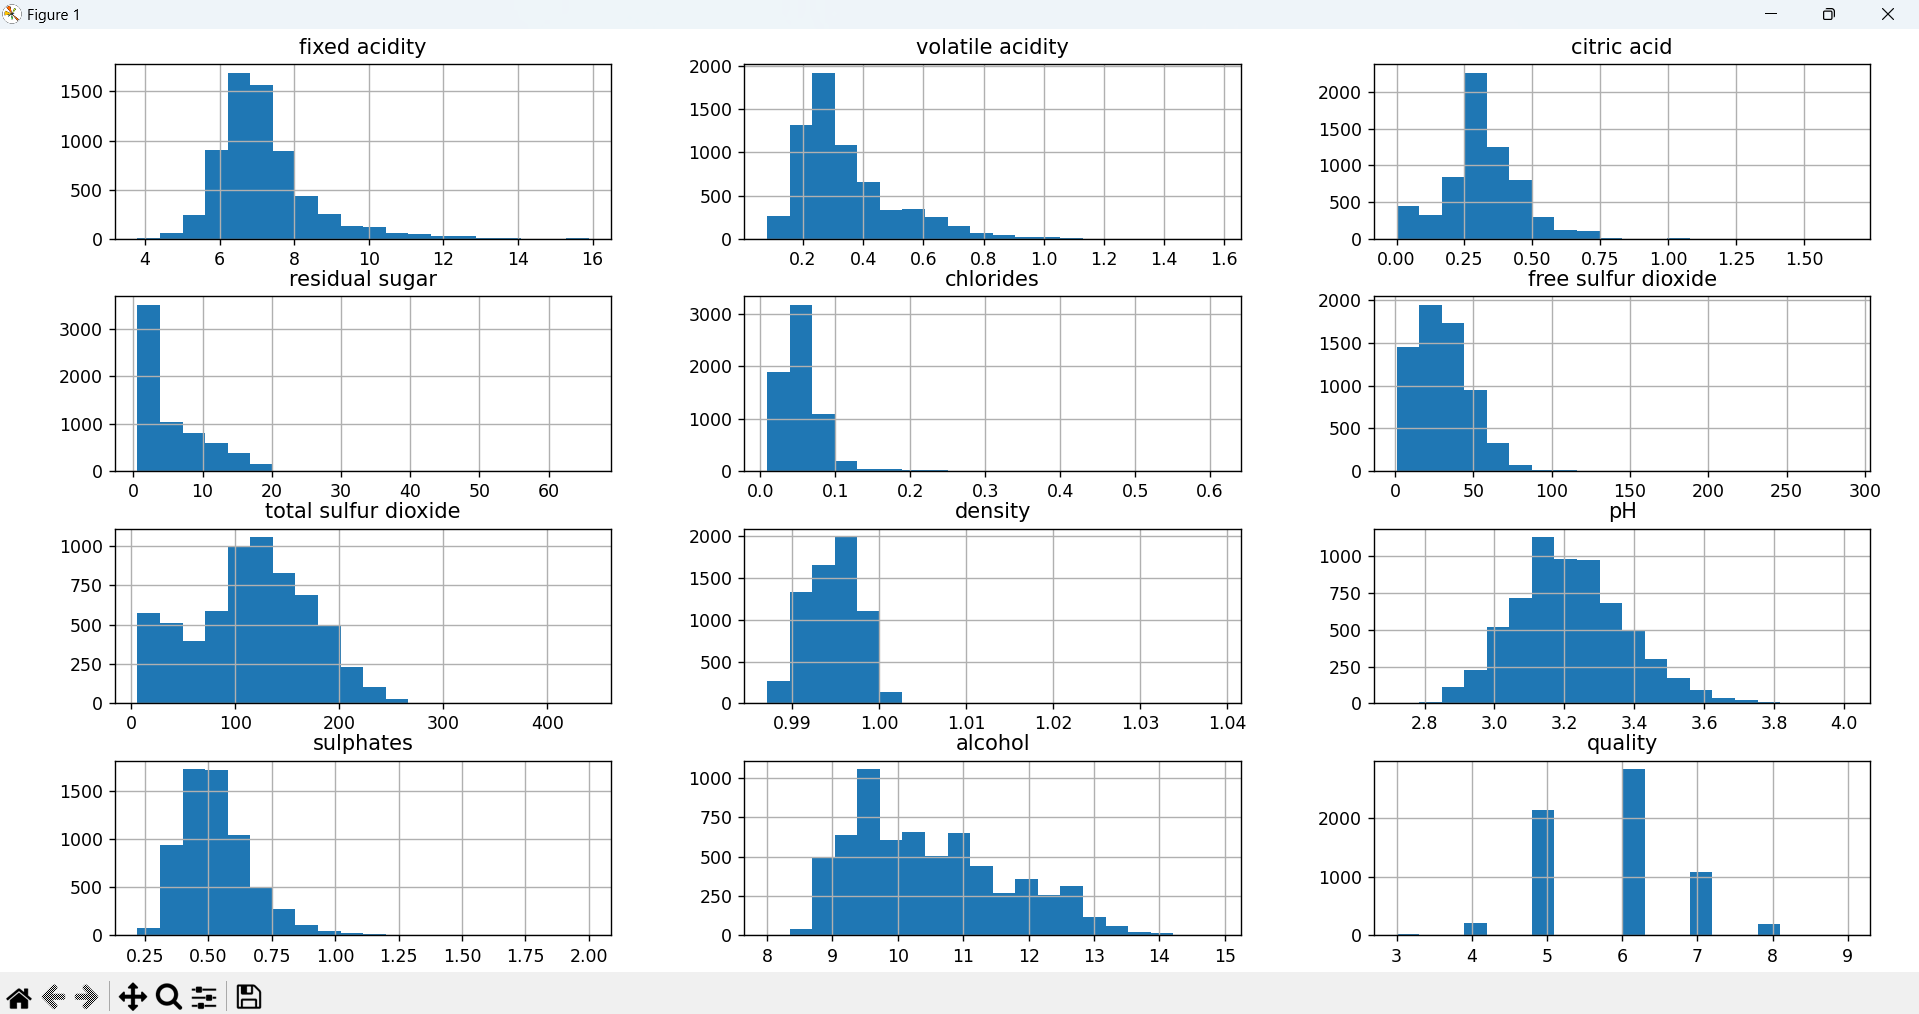 Figure 1
fixed acidity
1500
1000
500
0
4 6 8 10 12 14 16
volatile acidity
2000
1500
1000
500
0
0.2 0.4 0.6 0.8 1.0 1.2 1.4 1.6
citric acid
2000
1500
1000
500
0
0.00 0.25 0.50 0.75 1.00 1.25 1.50
residual sugar
3000
2000
1000
0
0 10 20 30 40 50 60
chlorides
3000
2000
1000
0
0.0 0.1 0.2 0.3 0.4 0.5 0.6
free sulfur dioxide
2000
1500
1000
500
0
0 50 100 150 200 250 300
total sulfur dioxide
1000
750
500
250
0
0 100 200 300 400
density
2000
1500
1000
500
0
0.99 1.00 1.01 1.02 1.03 1.04
pH
1000
750
500
250
0
2.8 3.0 3.2 3.4 3.6 3.8 4.0
sulphates
1500
1000
500
0
0.25 0.50 0.75 1.00 1.25 1.50 1.75 2.00
alcohol
1000
750
500
250
0
8 9 10 11 12 13 14 15
quality
2000
1000
0
3 4 5 6 7 8 9